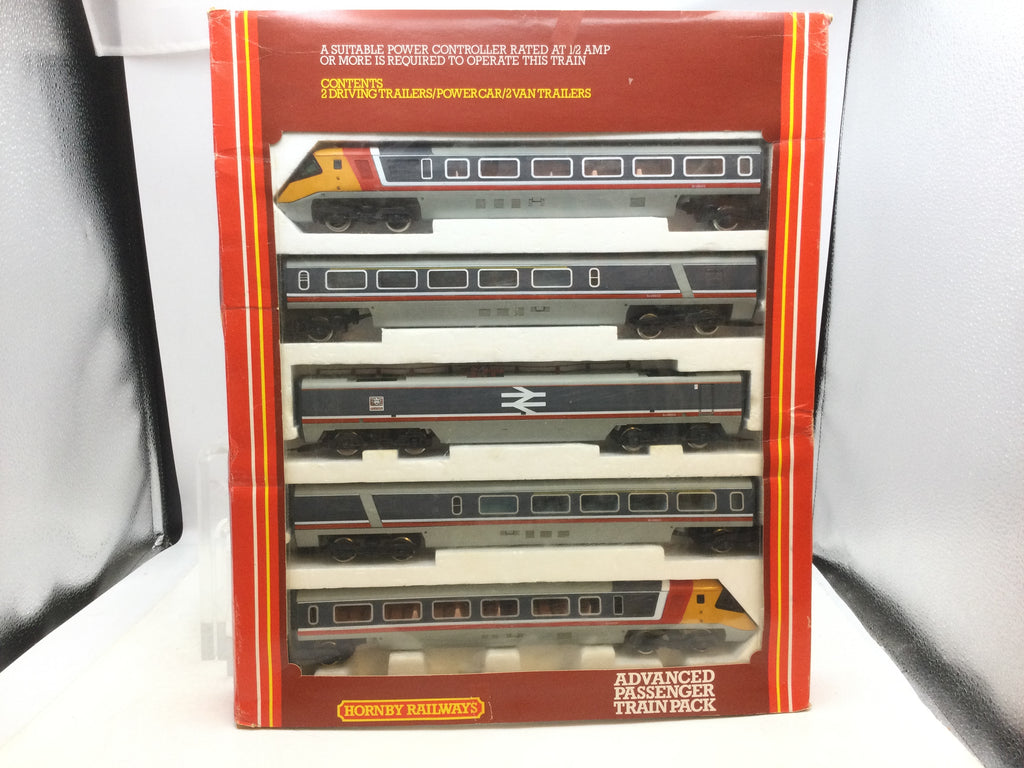 A SUITABLE POWER CONTROLLER RATED AT 1/2 AMP
OR MORE IS REQUIRED TO OPERATE THIS TRAIN
CONTENTS
2 DRIVING TRAILERS/POWER CAR/2 VAN TRAILERS
ADVANCED
PASSENGER
TRAIN PACK
HORNBY RAILWAYS